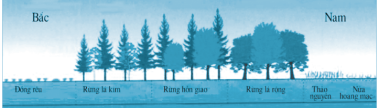 Bắc Nam
Đồng rêu Rừng lá kim Rừng hỗn giao Rừng lá rộng Thảo nguyên Nửa hoang mạc